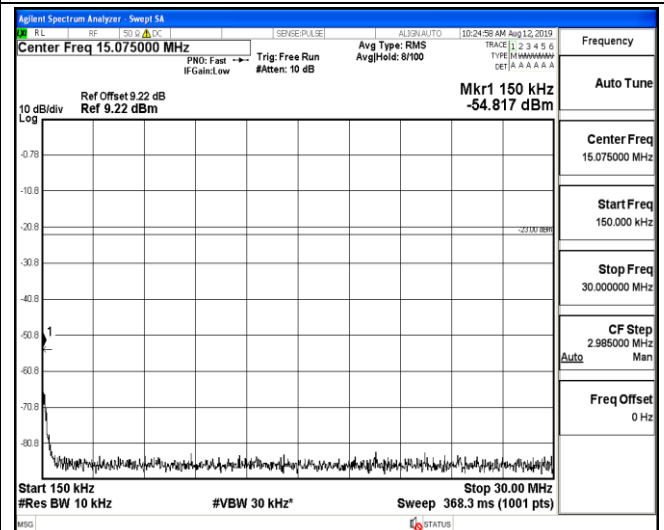 Agilent Spectrum Analyzer - Swept SA
RL RF 50 Ω DC SENSE:PULSE ALIGN AUTO 10:24:58 AM Aug 12, 2019
Center Freq 15.075000 MHz
PNO: Fast
IFGain:Low
Trig: Free Run
#Atten: 10 dB
Avg Type: RMS
Avg|Hold: 8/100
TRACE 1 2 3 4 5 6
TYPE MWWWWW
DET A A A A A A
Mkr1 150 kHz
-54.817 dBm
Ref Offset 9.22 dB
10 dB/div Ref 9.22 dBm
Log
-0.78
-10.8
-20.8
-23.00 dBm
-30.8
-40.8
-50.8
1
-60.8
-70.8
-80.8
Start 150 kHz Stop 30.00 MHz
#Res BW 10 kHz #VBW 30 kHz* Sweep 368.3 ms (1001 pts)
MSG STATUS
Frequency
Auto Tune
Center Freq
15.075000 MHz
Start Freq
150.000 kHz
Stop Freq
30.000000 MHz
CF Step
2.985000 MHz
Auto Man
Freq Offset
0 Hz